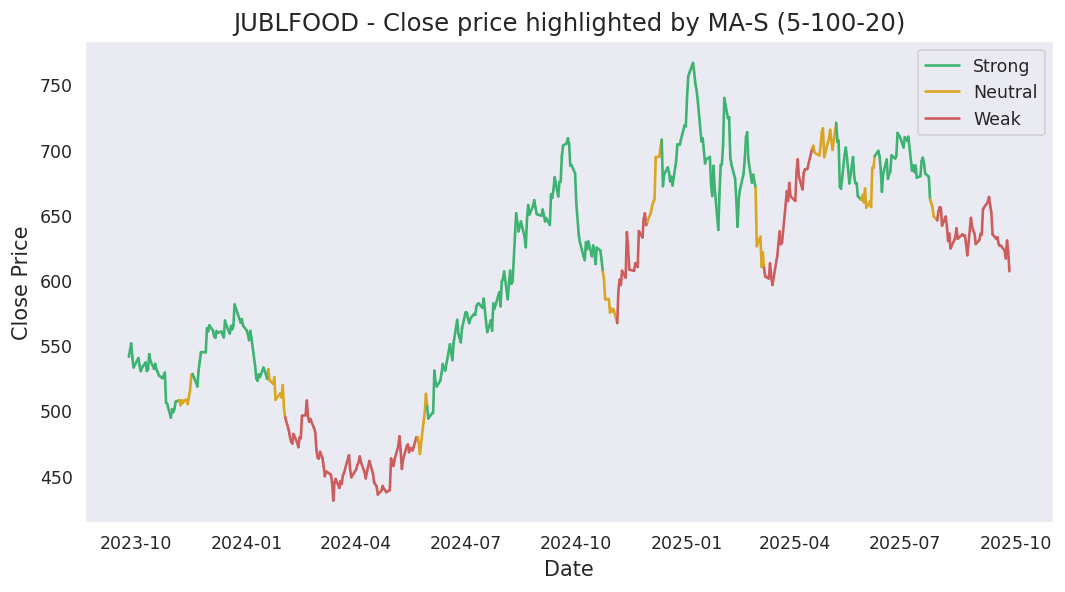 JUBLFOOD - Close price highlighted by MA-S (5-100-20)
Strong
Neutral
Weak
Close Price
750
700
650
600
550
500
450
2023-10 2024-01 2024-04 2024-07 2024-10 2025-01 2025-04 2025-07 2025-10
Date